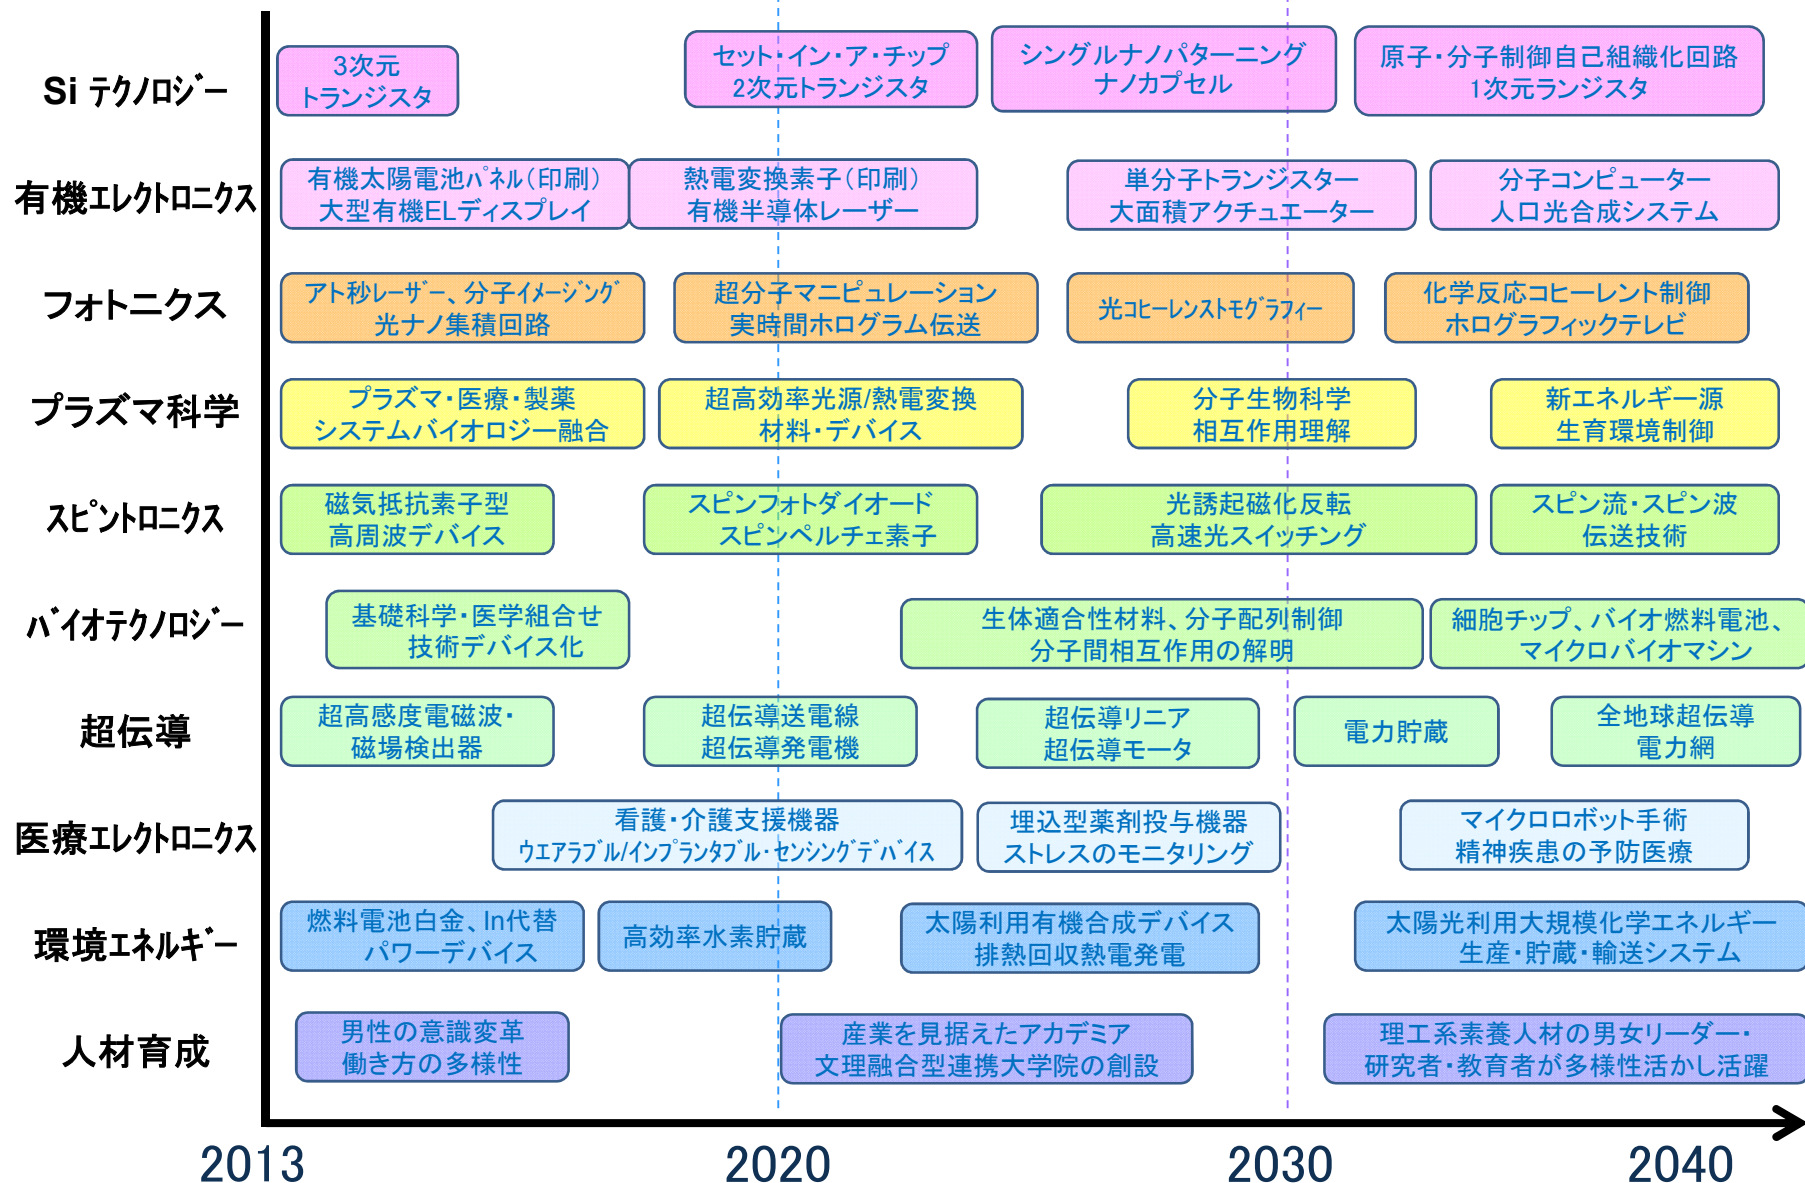 Si テクノロジー
3次元
トランジスタ
セット・イン・ア・チップ
2次元トランジスタ
シングルナノパターニング
ナノカプセル
原子・分子制御自己組織化回路
1次元ランジスタ
有機エレクトロニクス
有機太陽電池パネル(印刷)
大型有機ELディスプレイ
熱電変換素子(印刷)
有機半導体レーザー
単分子トランジスター
大面積アクチュエーター
分子コンピューター
人口光合成システム
フォトニクス
アト秒レーザー、分子イメージング
光ナノ集積回路
超分子マニピュレーション
実時間ホログラム伝送
光コヒーレンストモグラフィー
化学反応コヒーレント制御
ホログラフィックテレビ
プラズマ科学
プラズマ・医療・製薬
システムバイオロジー融合
超高効率光源/熱電変換
材料・デバイス
分子生物科学
相互作用理解
新エネルギー源
生育環境制御
スピントロニクス
磁気抵抗素子型
高周波デバイス
スピンフォトダイオード
スピンペルチェ素子
光誘起磁化反転
高速光スイッチング
スピン流・スピン波
伝送技術
バイオテクノロジー
基礎科学・医学組合せ
技術デバイス化
生体適合性材料、分子配列制御
分子間相互作用の解明
細胞チップ、バイオ燃料電池、
マイクロバイオマシン
超伝導
超高感度電磁波・
磁場検出器
超伝導送電線
超伝導発電機
超伝導リニア
超伝導モータ
電力貯蔵
全地球超伝導
電力網
医療エレクトロニクス
看護・介護支援機器
ウエアラブル/インプランタブル・センシングデバイス
埋込型薬剤投与機器
ストレスのモニタリング
マイクロロボット手術
精神疾患の予防医療
環境エネルギー
燃料電池白金、In代替
パワーデバイス
高効率水素貯蔵
太陽利用有機合成デバイス
排熱回収熱電発電
太陽光利用大規模化学エネルギー
生産・貯蔵・輸送システム
人材育成
男性の意識変革
働き方の多様性
産業を見据えたアカデミア
文理融合型連携大学院の創設
理工系素養人材の男女リーダー・
研究者・教育者が多様性活かし活躍
2013
2020
2030
2040